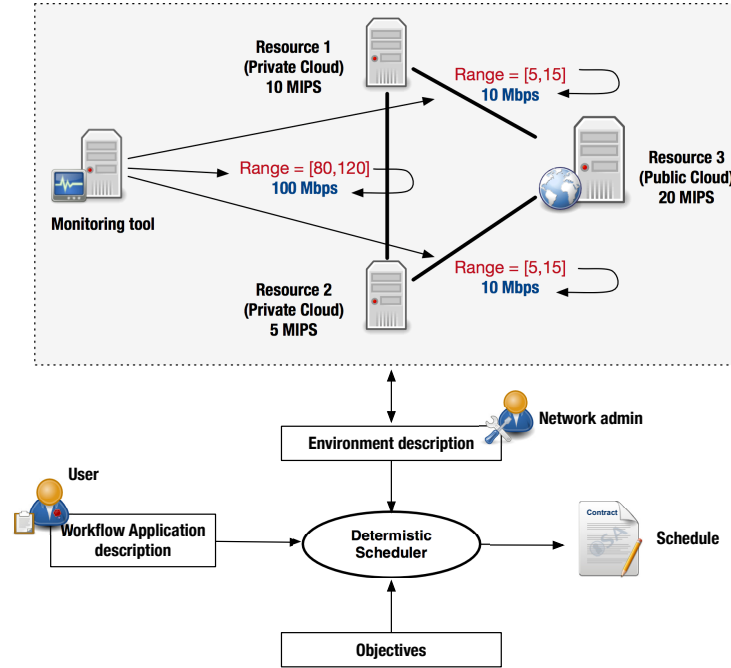 Resource 1
(Private Cloud)
10 MIPS
Range = [5,15]
10 Mbps
Resource 3
(Public Cloud)
20 MIPS
Range = [80,120]
100 Mbps
Monitoring tool
Range = [5,15]
10 Mbps
Resource 2
(Private Cloud)
5 MIPS
Network admin
Environment description
User
Workflow Application
description
Determistic
Scheduler
Contract
SA
Schedule
Objectives